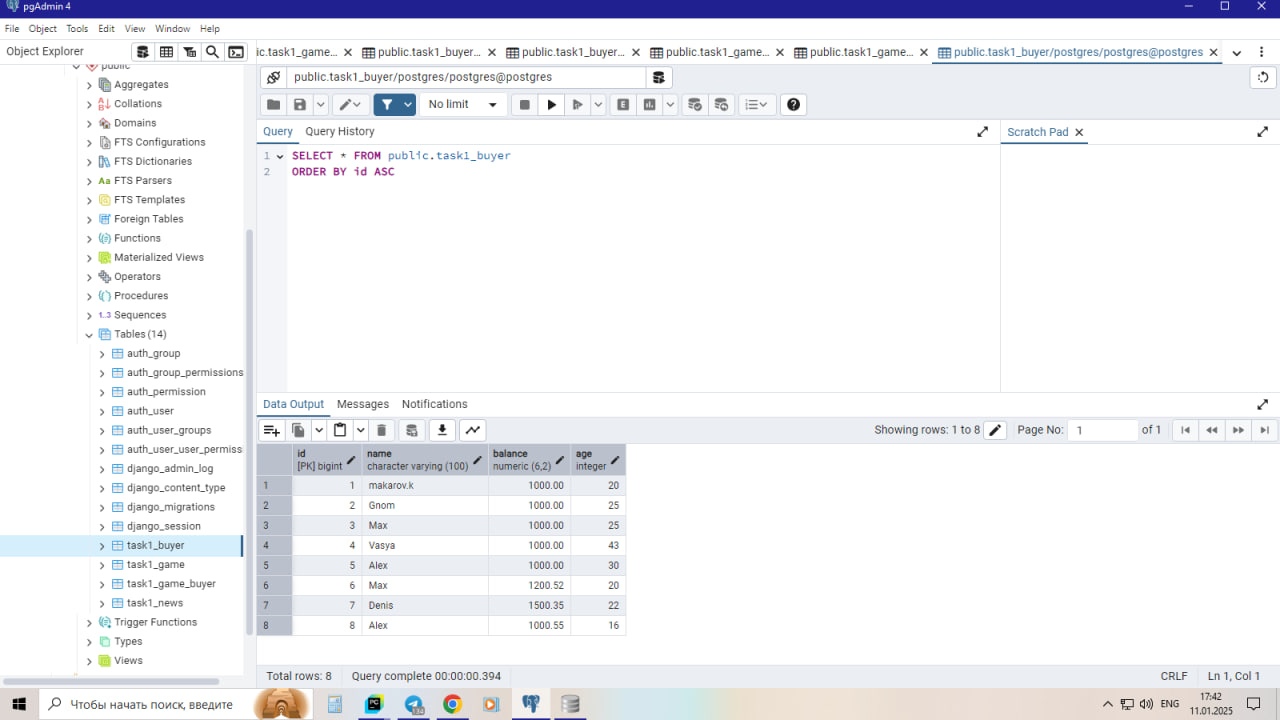 pgAdmin 4
File Object Tools Edit View Window Help
Object Explorer
ic.task1_game... public.task1_buyer... public.task1_buyer... public.task1_game... public.task1_game... public.task1_buyer/postgres/postgres@postgres
public
public.task1_buyer/postgres/postgres@postgres
Aggregates
Collations
Domains
FTS Configurations
FTS Dictionaries
Aa FTS Parsers
FTS Templates
Foreign Tables
Functions
Materialized Views
Operators
Procedures
1..3 Sequences
Tables (14)
auth_group
auth_group_permissions
auth_permission
auth_user
auth_user_groups
auth_user_user_permiss
django_admin_log
django_content_type
django_migrations
django_session
task1_buyer
task1_game
task1_game_buyer
task1_news
Trigger Functions
Types
Views
No limit
E
Query Query History
Scratch Pad
1 SELECT * FROM public.task1_buyer
2 ORDER BY id ASC
Data Output Messages Notifications
Showing rows: 1 to 8 Page No: 1 of 1
id name balance age
[PK] bigint character varying (100) numeric (6,2) integer
1 1 makarov.k 1000.00 20
2 2 Gnom 1000.00 25
3 3 Max 1000.00 25
4 4 Vasya 1000.00 43
5 5 Alex 1000.00 30
6 6 Max 1200.52 20
7 7 Denis 1500.35 22
8 8 Alex 1000.55 16
Total rows: 8 Query complete 00:00:00.394 CRLF Ln 1, Col 1
Чтобы начать поиск, введите
PC
ENG
17:42
11.01.2025